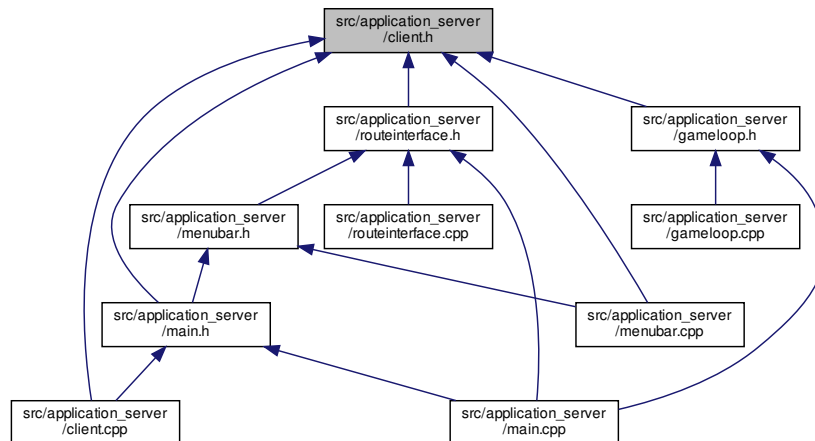 src/application_server
/client.h
src/application_server
/routeinterface.h
src/application_server
/gameloop.h
src/application_server
/menubar.h
src/application_server
/routeinterface.cpp
src/application_server
/gameloop.cpp
src/application_server
/main.h
src/application_server
/menubar.cpp
src/application_server
/client.cpp
src/application_server
/main.cpp